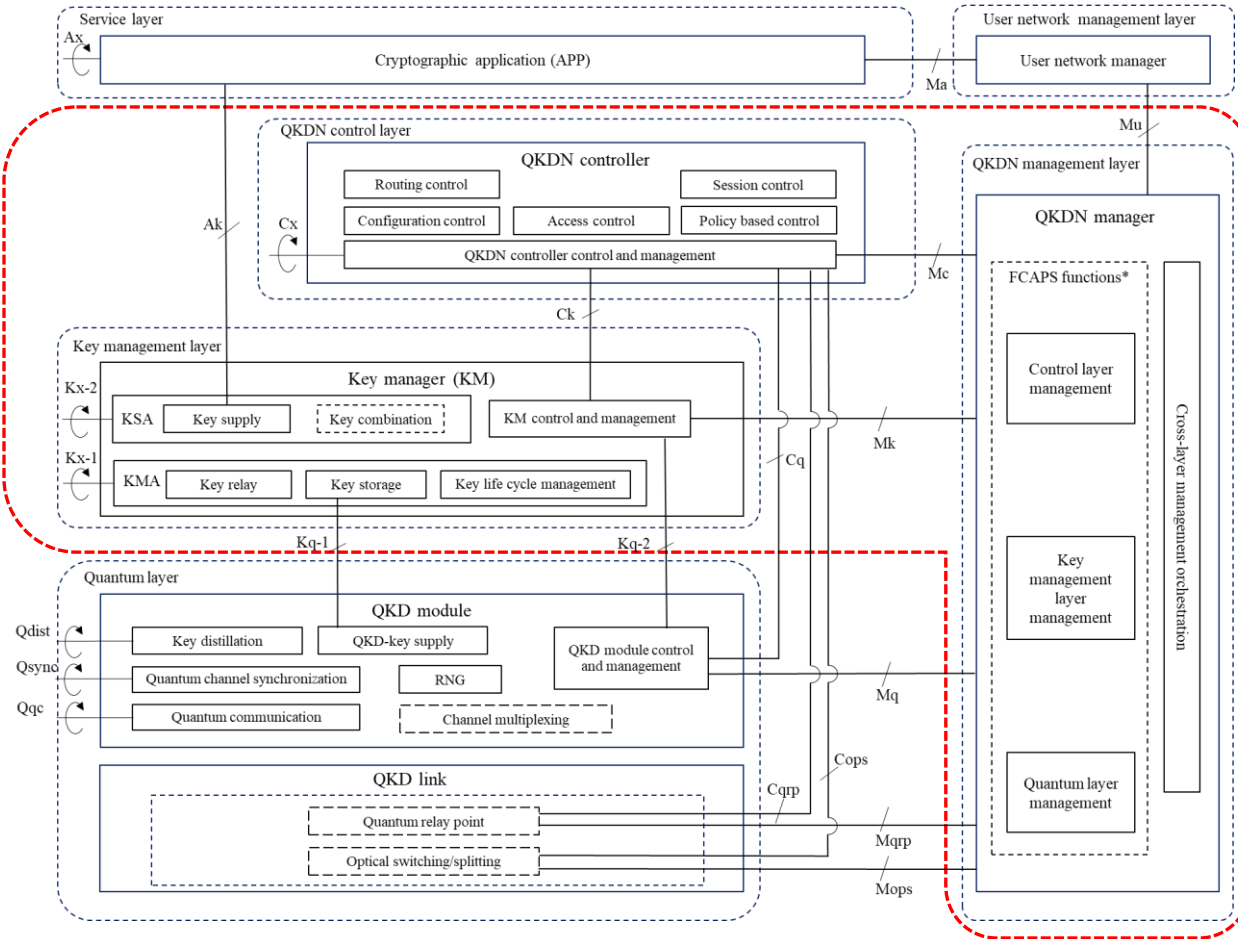 Service layer
User network management layer
Ax
Cryptographic application (APP)
User network manager
Ma
Mu
QKDN control layer
QKDN controller
Routing control
Session control
Configuration control
Access control
Policy based control
Cx
QKDN controller control and management
Ak
Mc
Ck
QKDN management layer
QKDN manager
FCAPS functions*
Control layer
management
Key
management
layer
management
Quantum layer
management
Cross-layer management orchestration
Key management layer
Key manager (KM)
Kx-2
KSA
Key supply
Key combination
KM control and management
Mk
Kx-1
KMA
Key relay
Key storage
Key life cycle management
Cq
Kq-1
Kq-2
Quantum layer
QKD module
Qdist
Key distillation
QKD-key supply
QKD module control
and management
Qsync
Quantum channel synchronization
RNG
Mq
Qqc
Quantum communication
Channel multiplexing
QKD link
Cops
Cqrp
Quantum relay point
Mqrp
Optical switching/splitting
Mops